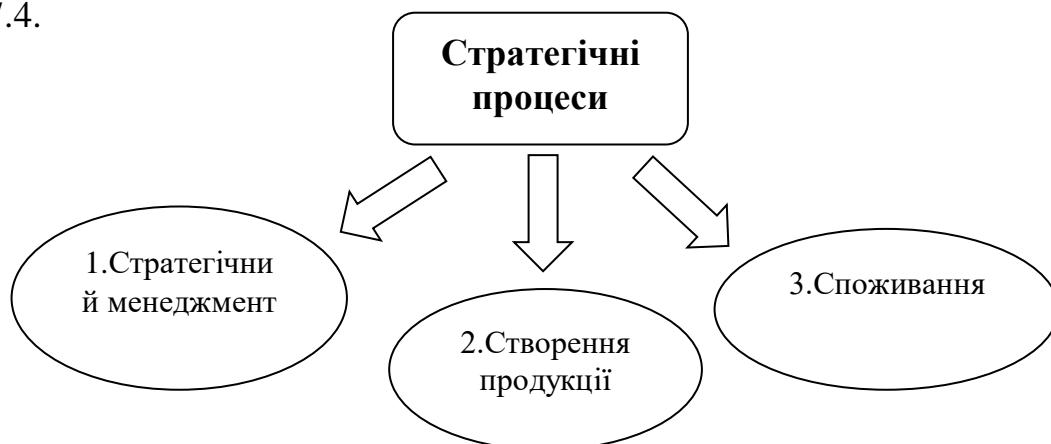 7.4.
Стратегічні
процеси
1.Стратегічни
й менеджмент
2.Створення
продукції
3.Споживання